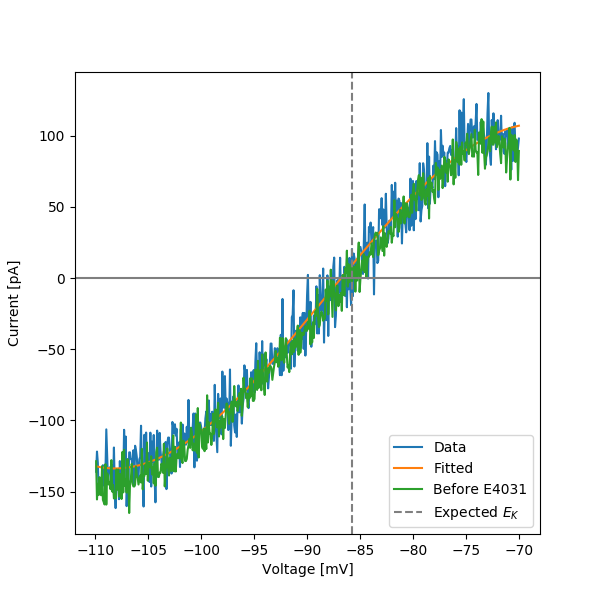 100
50
0
−50
−100
−150
Current [pA]
−110 −105 −100 −95 −90 −85 −80 −75 −70
Voltage [mV]
Data
Fitted
Before E4031
Expected E_K